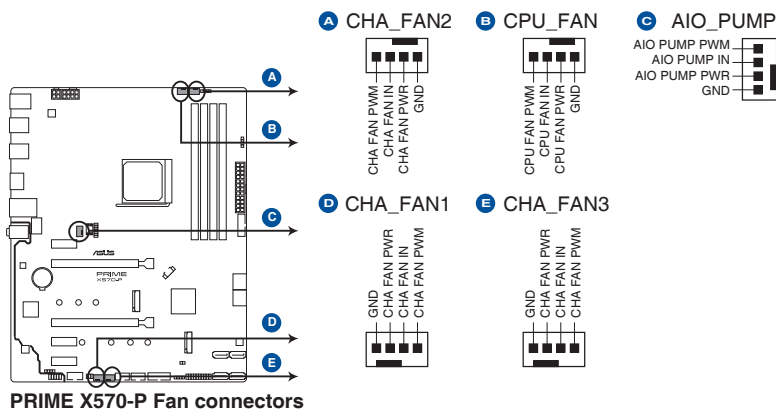 A CHA_FAN2
CHA FAN PWM
CHA FAN IN
CHA FAN PWR
GND
B CPU_FAN
CPU FAN PWM
CPU FAN IN
CPU FAN PWR
GND
C AIO_PUMP
AIO PUMP PWM
AIO PUMP IN
AIO PUMP PWR
GND
A
B
C
D
E
/ISUS
PRIME
X570-P
D CHA_FAN1
GND
CHA FAN PWR
CHA FAN IN
CHA FAN PWM
E CHA_FAN3
GND
CHA FAN PWR
CHA FAN IN
CHA FAN PWM
PRIME X570-P Fan connectors